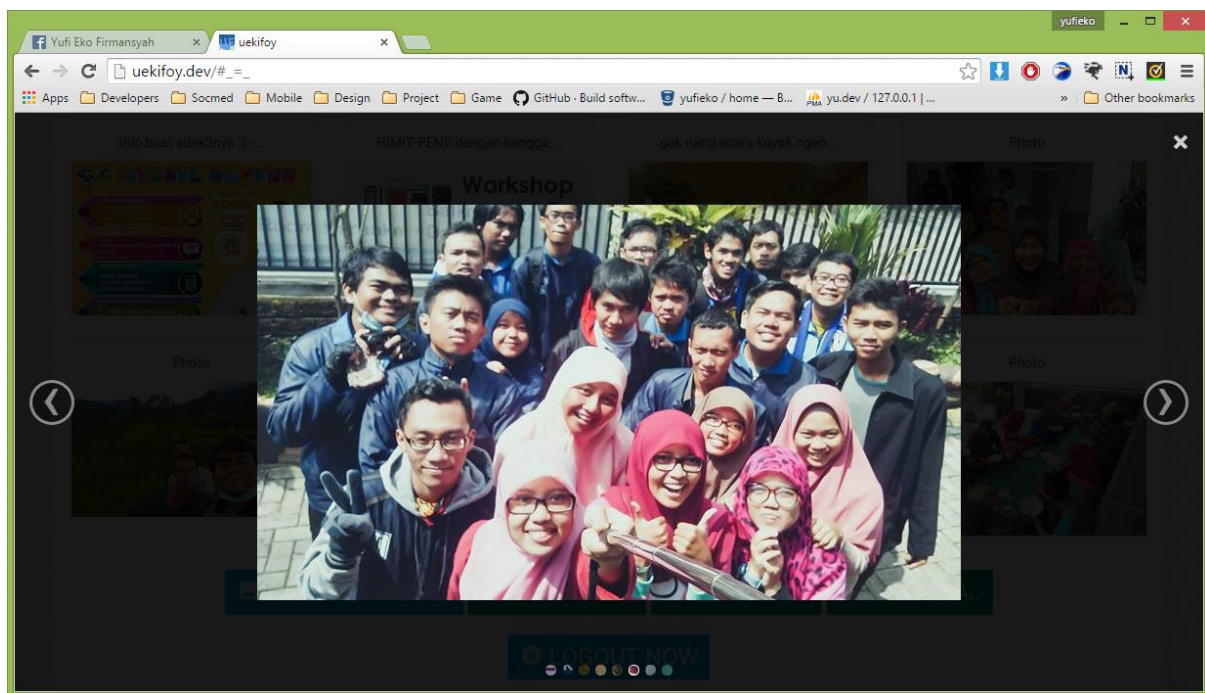 yufieko
Yufi Eko Firmansyah
uekifoy
uekifoy.dev/#_=_
Apps Developers Socmed Mobile Design Project Game GitHub · Build softw... yufieko / home — B... yu.dev / 127.0.0.1 | ... » Other bookmarks
titip buat adek2nya :) -... HIMIT-PENS dengan bangga... gak nang acara koyok ngen... Photo
Workshop
Photo Photo
LOGOUT NOW